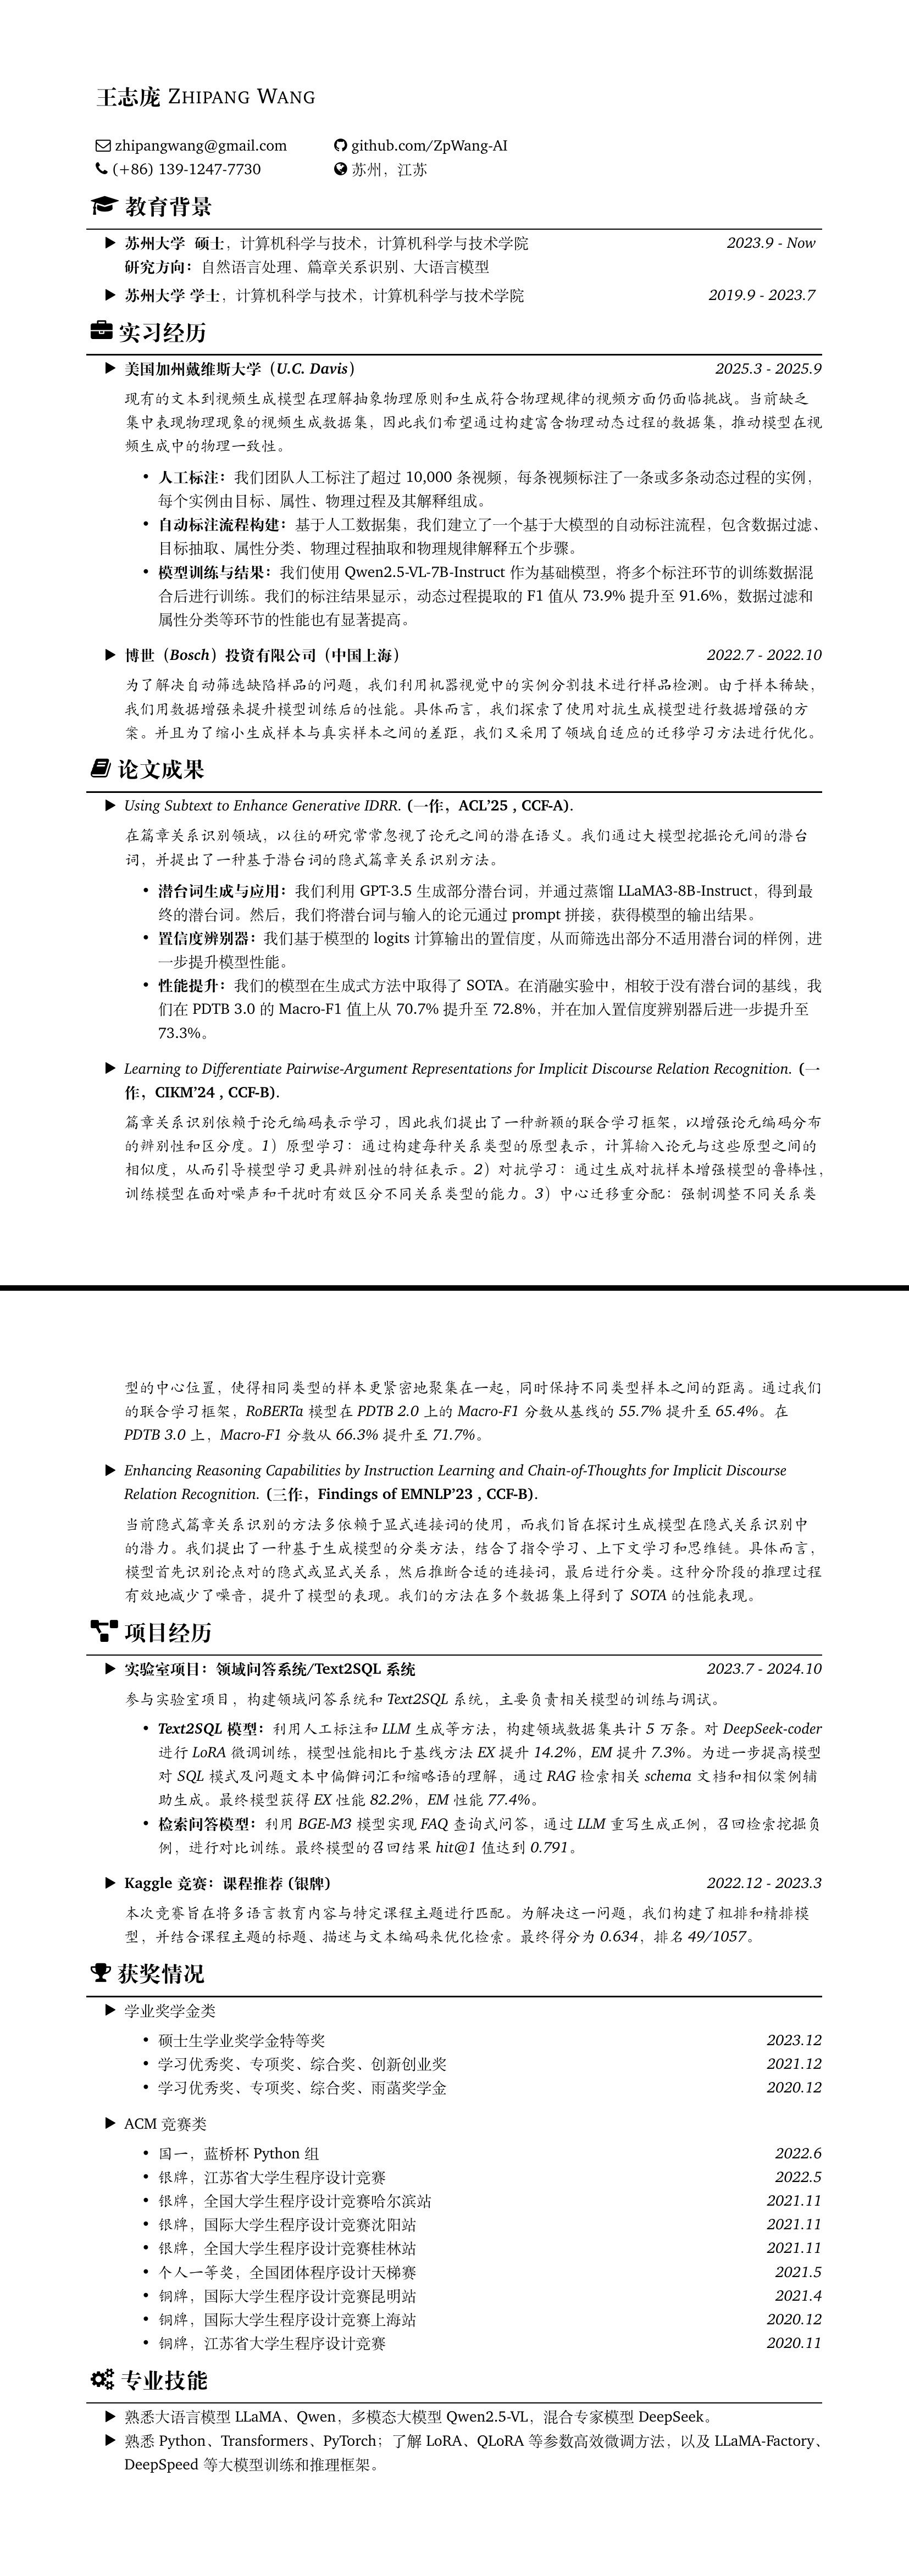 王志庞 ZHIPANG WANG
zhipangwang@gmail.com github.com/ZpWang-AI
(+86) 139-1247-7730 苏州，江苏
教育背景
苏州大学 硕士，计算机科学与技术，计算机科学与技术学院 2023.9 - Now
研究方向：自然语言处理、篇章关系识别、大语言模型
苏州大学 学士，计算机科学与技术，计算机科学与技术学院 2019.9 - 2023.7
实习经历
美国加州戴维斯大学（U.C. Davis） 2025.3 - 2025.9
现有的文本到视频生成模型在理解抽象物理原则和生成符合物理规律的视频方面仍面临挑战。当前缺乏
集中表现物理现象的视频生成数据集，因此我们希望通过构建富含物理动态过程的数据集，推动模型在视
频生成中的物理一致性。
• 人工标注：我们团队人工标注了超过 10,000 条视频，每条视频标注了一条或多条动态过程的实例，
每个实例由目标、属性、物理过程及其解释组成。
• 自动标注流程构建：基于人工数据集，我们建立了一个基于大模型的自动标注流程，包含数据过滤、
目标抽取、属性分类、物理过程抽取和物理规律解释五个步骤。
• 模型训练与结果：我们使用 Qwen2.5-VL-7B-Instruct 作为基础模型，将多个标注环节的训练数据混
合后进行训练。我们的标注结果显示，动态过程提取的 F1 值从 73.9% 提升至 91.6%，数据过滤和
属性分类等环节的性能也有显著提高。
博世（Bosch）投资有限公司（中国上海） 2022.7 - 2022.10
为了解决自动筛选缺陷样品的问题，我们利用机器视觉中的实例分割技术进行样品检测。由于样本稀缺，
我们用数据增强来提升模型训练后的性能。具体而言，我们探索了使用对抗生成模型进行数据增强的方
案。并且为了缩小生成样本与真实样本之间的差距，我们又采用了领域自适应的迁移学习方法进行优化。
论文成果
Using Subtext to Enhance Generative IDRR. (一作，ACL’25 , CCF-A).
在篇章关系识别领域，以往的研究常常忽视了论元之间的潜在语义。我们通过大模型挖掘论元间的潜台
词，并提出了一种基于潜台词的隐式篇章关系识别方法。
• 潜台词生成与应用：我们利用 GPT-3.5 生成部分潜台词，并通过蒸馏 LLaMA3-8B-Instruct，得到最
终的潜台词。然后，我们将潜台词与输入的论元通过 prompt 拼接，获得模型的输出结果。
• 置信度辨别器：我们基于模型的 logits 计算输出的置信度，从而筛选出部分不适用潜台词的样例，进
一步提升模型性能。
• 性能提升：我们的模型在生成式方法中取得了 SOTA。在消融实验中，相较于没有潜台词的基线，我
们在 PDTB 3.0 的 Macro-F1 值上从 70.7% 提升至 72.8%，并在加入置信度辨别器后进一步提升至
73.3%。
Learning to Differentiate Pairwise-Argument Representations for Implicit Discourse Relation Recognition. (一
作，CIKM’24 , CCF-B).
篇章关系识别依赖于论元编码表示学习，因此我们提出了一种新颖的联合学习框架，以增强论元编码分布
的辨别性和区分度。1）原型学习：通过构建每种关系类型的原型表示，计算输入论元与这些原型之间的
相似度，从而引导模型学习更具辨别性的特征表示。2）对抗学习：通过生成对抗样本增强模型的鲁棒性，
训练模型在面对噪声和干扰时有效区分不同关系类型的能力。3）中心迁移重分配：强制调整不同关系类
型的中心位置，使得相同类型的样本更紧密地聚集在一起，同时保持不同类型样本之间的距离。通过我们
的联合学习框架，RoBERTa 模型在 PDTB 2.0 上的 Macro-F1 分数从基线的 55.7% 提升至 65.4%。在
PDTB 3.0 上，Macro-F1 分数从 66.3% 提升至 71.7%。
Enhancing Reasoning Capabilities by Instruction Learning and Chain-of-Thoughts for Implicit Discourse
Relation Recognition. (三作，Findings of EMNLP’23 , CCF-B).
当前隐式篇章关系识别的方法多依赖于显式连接词的使用，而我们旨在探讨生成模型在隐式关系识别中
的潜力。我们提出了一种基于生成模型的分类方法，结合了指令学习、上下文学习和思维链。具体而言，
模型首先识别论点对的隐式或显式关系，然后推断合适的连接词，最后进行分类。这种分阶段的推理过程
有效地减少了噪音，提升了模型的表现。我们的方法在多个数据集上得到了 SOTA 的性能表现。
项目经历
实验室项目：领域问答系统/Text2SQL 系统 2023.7 - 2024.10
参与实验室项目，构建领域问答系统和 Text2SQL 系统，主要负责相关模型的训练与调试。
• Text2SQL 模型：利用人工标注和 LLM 生成等方法，构建领域数据集共计 5 万条。对 DeepSeek-coder
进行 LoRA 微调训练，模型性能相比于基线方法 EX 提升 14.2%，EM 提升 7.3%。为进一步提高模型
对 SQL 模式及问题文本中偏僻词汇和缩略语的理解，通过 RAG 检索相关 schema 文档和相似案例辅
助生成。最终模型获得 EX 性能 82.2%，EM 性能 77.4%。
• 检索问答模型：利用 BGE-M3 模型实现 FAQ 查询式问答，通过 LLM 重写生成正例，召回检索挖掘负
例，进行对比训练。最终模型的召回结果 hit@1 值达到 0.791。
Kaggle 竞赛：课程推荐 (银牌) 2022.12 - 2023.3
本次竞赛旨在将多语言教育内容与特定课程主题进行匹配。为解决这一问题，我们构建了粗排和精排模
型，并结合课程主题的标题、描述与文本编码来优化检索。最终得分为 0.634，排名 49/1057。
获奖情况
学业奖学金类
• 硕士生学业奖学金特等奖 2023.12
• 学习优秀奖、专项奖、综合奖、创新创业奖 2021.12
• 学习优秀奖、专项奖、综合奖、雨菡奖学金 2020.12
ACM 竞赛类
• 国一，蓝桥杯 Python 组 2022.6
• 银牌，江苏省大学生程序设计竞赛 2022.5
• 银牌，全国大学生程序设计竞赛哈尔滨站 2021.11
• 银牌，国际大学生程序设计竞赛沈阳站 2021.11
• 银牌，全国大学生程序设计竞赛桂林站 2021.11
• 个人一等奖，全国团体程序设计天梯赛 2021.5
• 铜牌，国际大学生程序设计竞赛昆明站 2021.4
• 铜牌，国际大学生程序设计竞赛上海站 2020.12
• 铜牌，江苏省大学生程序设计竞赛 2020.11
专业技能
熟悉大语言模型 LLaMA、Qwen，多模态大模型 Qwen2.5-VL，混合专家模型 DeepSeek。
熟悉 Python、Transformers、PyTorch；了解 LoRA、QLoRA 等参数高效微调方法，以及 LLaMA-Factory、
DeepSpeed 等大模型训练和推理框架。